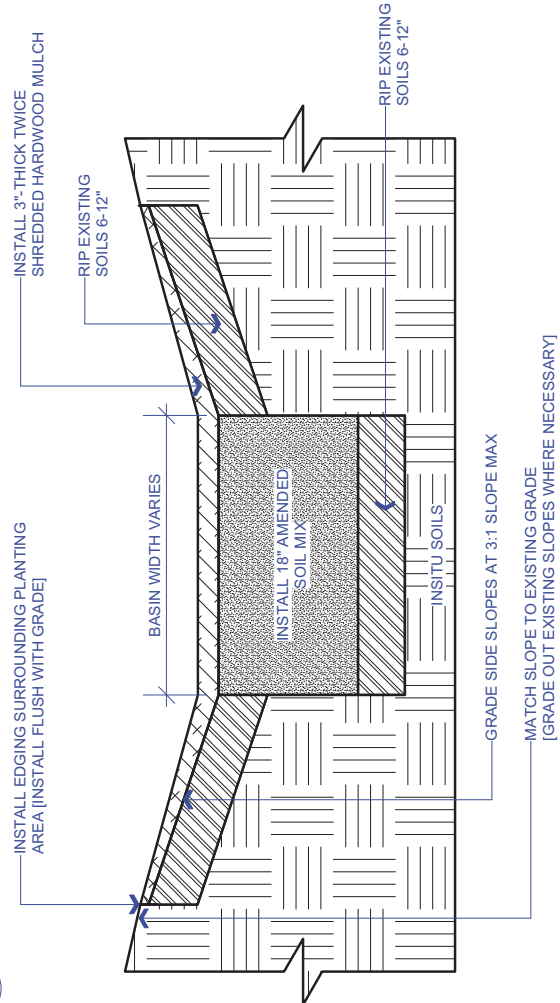 INSTALL EDGING SURROUNDING PLANTING
AREA [INSTALL FLUSH WITH GRADE]
BASIN WIDTH VARIES
INSTALL 3"-THICK TWICE
SHREDDED HARDWOOD MULCH
RIP EXISTING
SOILS 6-12"
INSTALL 18" AMENDED
SOIL MIX
RIP EXISTING
SOILS 6-12"
INSITU SOILS
GRADE SIDE SLOPES AT 3:1 SLOPE MAX
MATCH SLOPE TO EXISTING GRADE
[GRADE OUT EXISTING SLOPES WHERE NECESSARY]